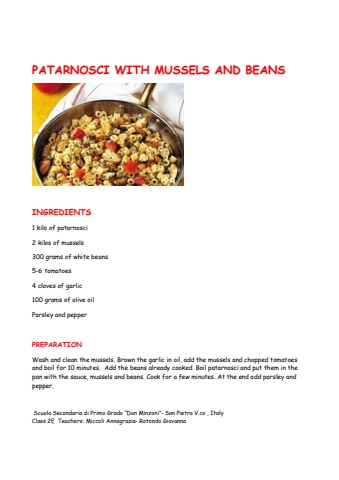 PATARNOSCI WITH MUSSELS AND BEANS
INGREDIENTS
1 kilo of patarnosci
2 kilos of mussels
300 grams of white beans
5-6 tomatoes
4 cloves of garlic
100 grams of olive oil
Parsley and pepper
PREPARATION
Wash and clean the mussels. Brown the garlic in oil, add the mussels and chopped tomatoes
and boil for 10 minutes. Add the beans already cooked. Boil patarnosci and put them in the
pan with the sauce, mussels and beans. Cook for a few minutes. At the end add parsley and
pepper.
Scuola Secondaria di Primo Grado "Don Minzoni"- San Pietro V.co , Italy
Class 2E Teachers: Miccoli Annagrazia- Rotondo Giovanna